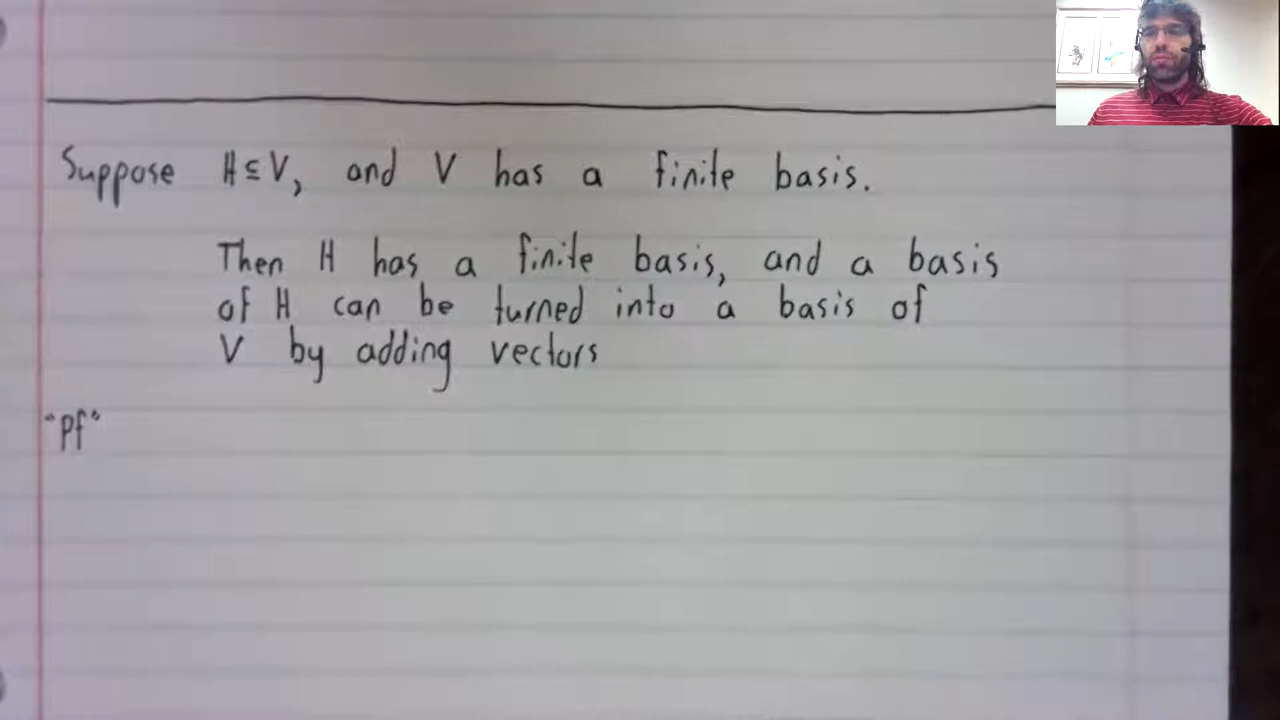 Suppose H ⊆ V, and V has a finite basis.
Then H has a finite basis, and a basis
of H can be turned into a basis of
V by adding vectors
"Pf"